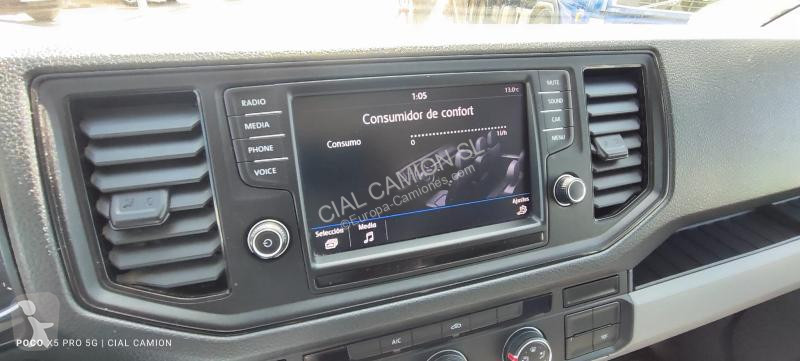 1:05
13.0°C
Consumidor de confort
Consumo
0
1l/h
Selección
Media
Ajustes
RADIO
MEDIA
PHONE
VOICE
MUTE
SOUND
CAR
MENU
A/C
CIAL CAMION SL
©Europa-Camiones.com
POCO X5 PRO 5G | CIAL CAMION